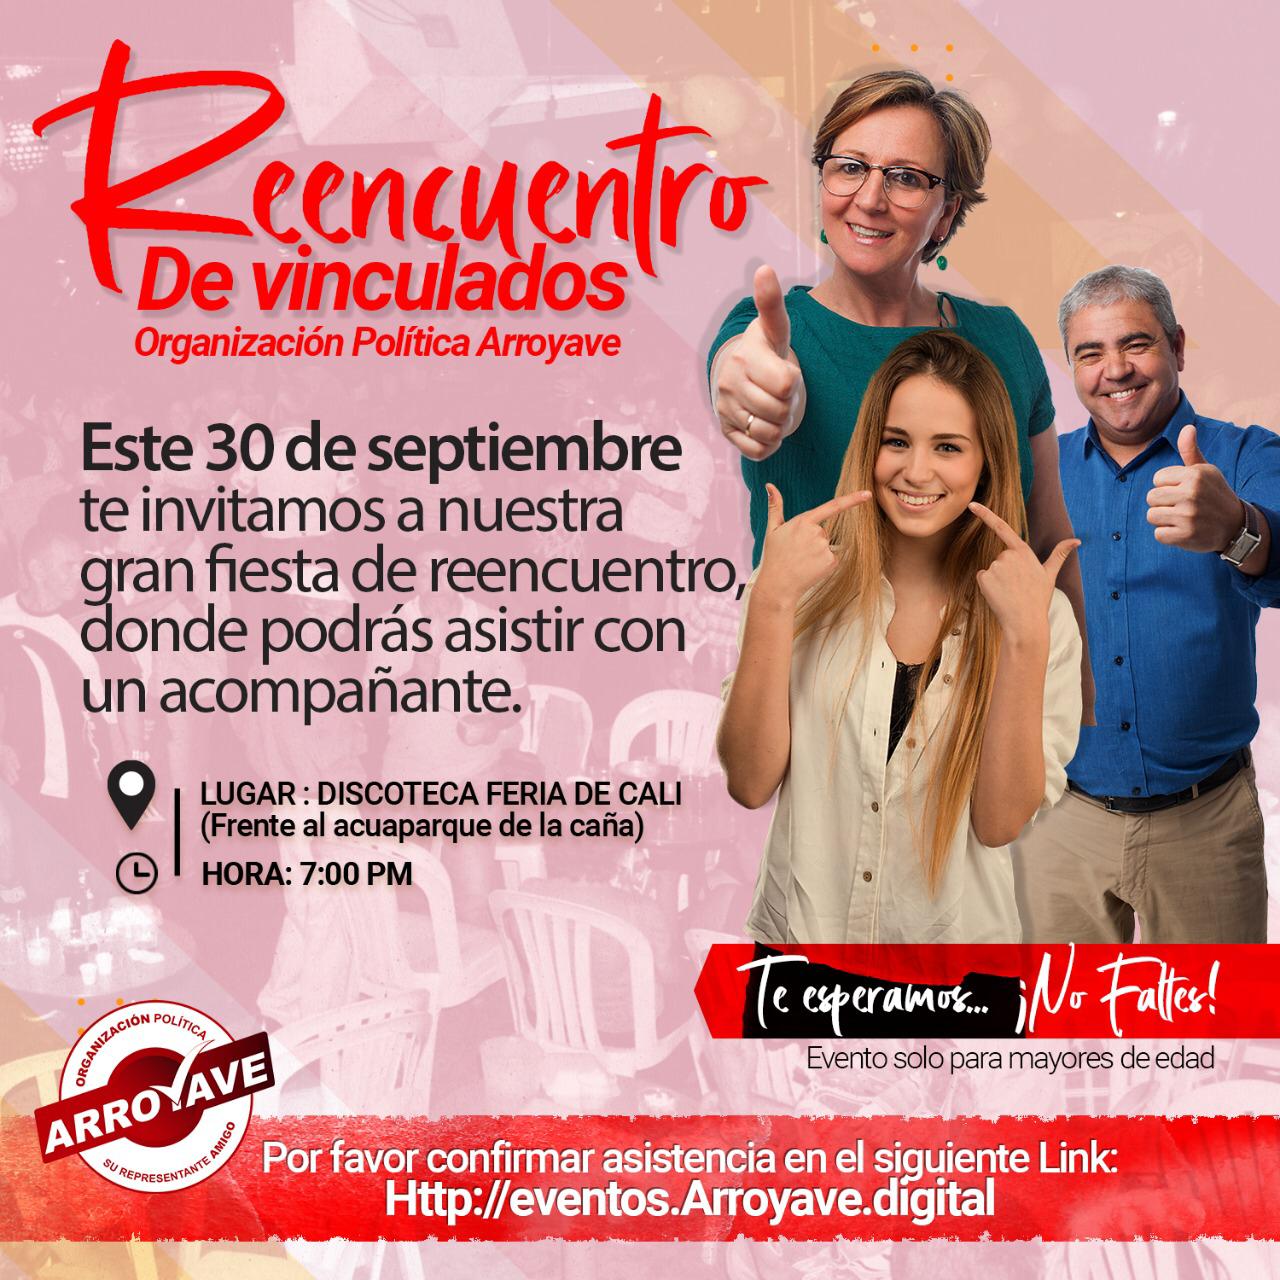 Reencuentro
De vinculados
Organización Política Arroyave
Este 30 de septiembre
te invitamos a nuestra
gran fiesta de reencuentro,
donde podrás asistir con
un acompañante.
LUGAR : DISCOTECA FERIA DE CALI
(Frente al acuaparque de la caña)
HORA: 7:00 PM
Te esperamos... ¡No Faltes!
Evento solo para mayores de edad
ORGANIZACIÓN POLÍTICA
ARROYAVE
SU REPRESENTANTE AMIGO
Por favor confirmar asistencia en el siguiente Link:
Http://eventos.Arroyave.digital